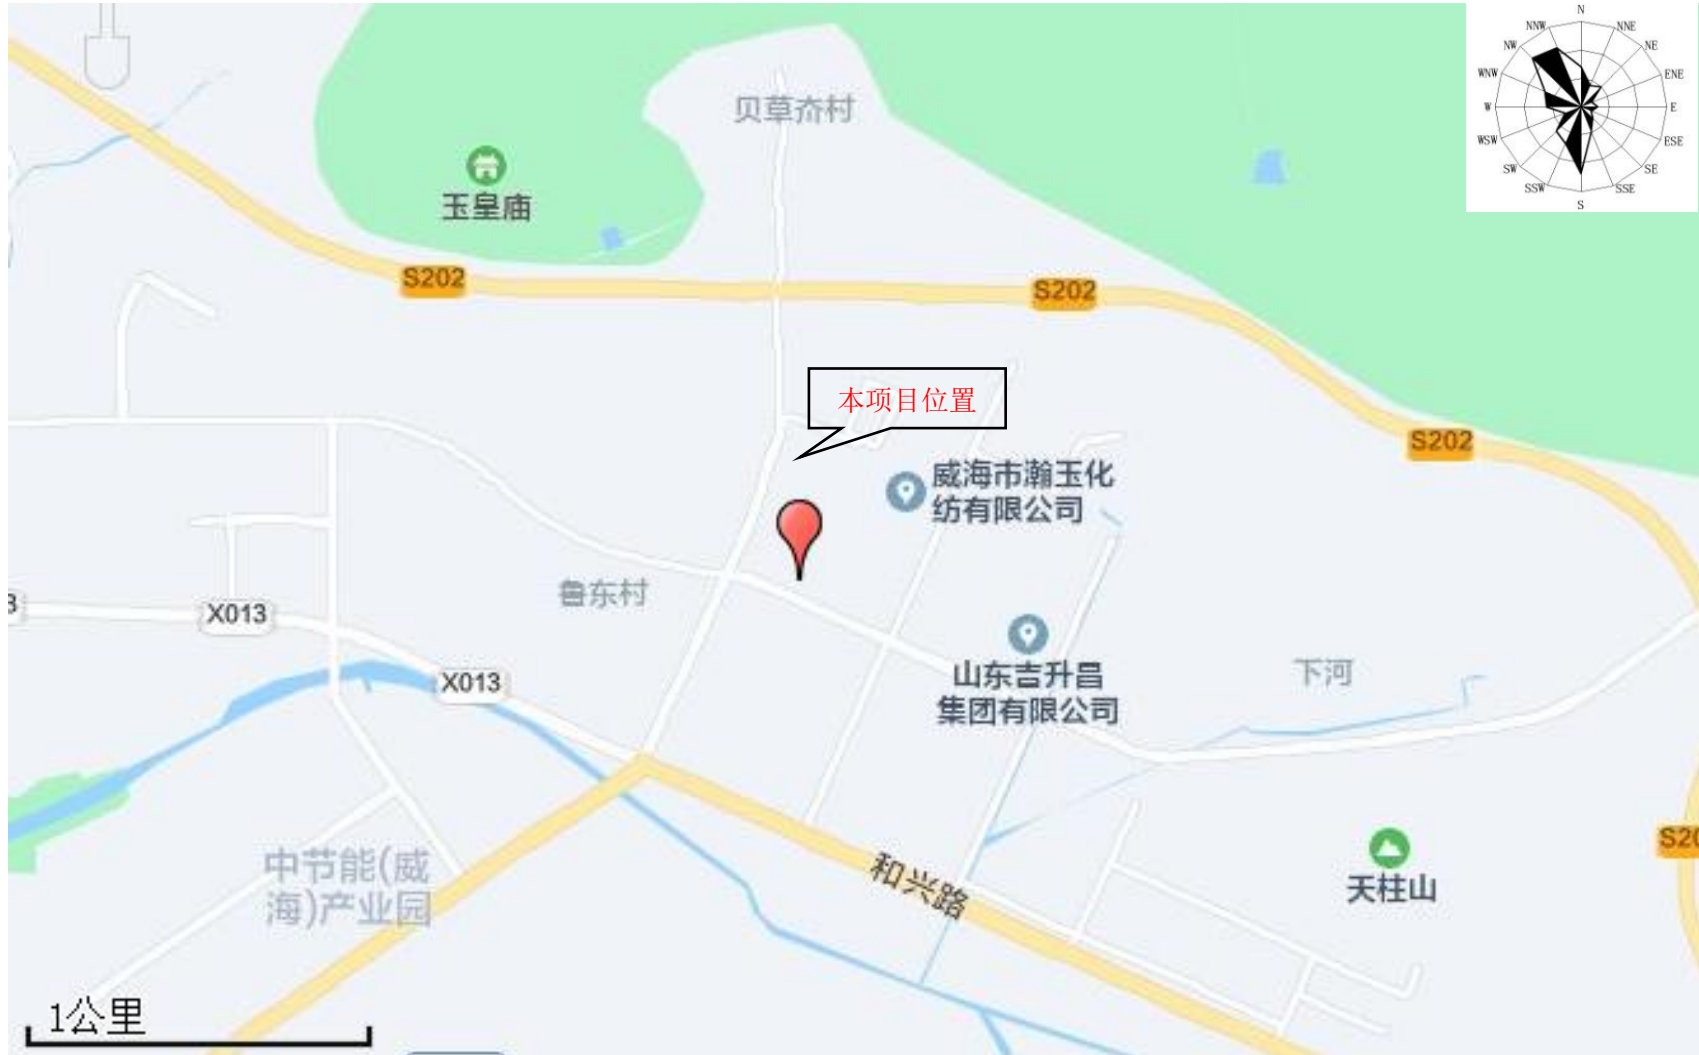 N
NNW
NNE
NW
NE
WNW
ENE
W
E
WSW
ESE
SW
SE
SSW
SSE
S
贝草夼村
玉皇庙
S202
S202
本项目位置
S202
威海市瀚玉化
纺有限公司
鲁东村
X013
X013
山东吉升昌
集团有限公司
下河
中节能(威
海)产业园
和兴路
天柱山
S20
1公里